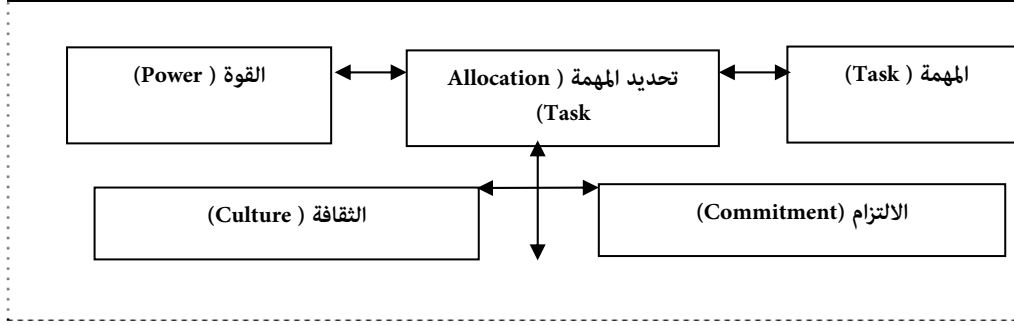 المهمة (Task)
تحديد المهمة (Allocation
Task)
القوة (Power)
الالتزام (Commitment)
الثقافة (Culture)